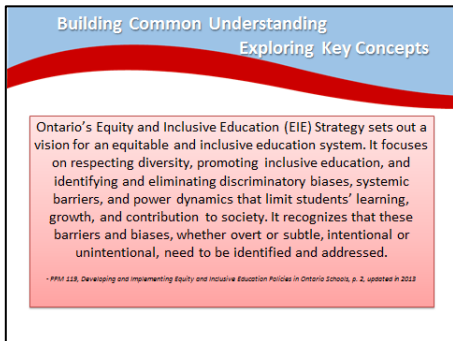 Building Common Understanding
Exploring Key Concepts
Ontario's Equity and Inclusive Education (EIE) Strategy sets out a
vision for an equitable and inclusive education system. It focuses
on respecting diversity, promoting inclusive education, and
identifying and eliminating discriminatory biases, systemic
barriers, and power dynamics that limit students' learning,
growth, and contribution to society. It recognizes that these
barriers and biases, whether overt or subtle, intentional or
unintentional, need to be identified and addressed.
- PPM 119, Developing and Implementing Equity and Inclusive Education Policies in Ontario Schools, p. 2, updated in 2013